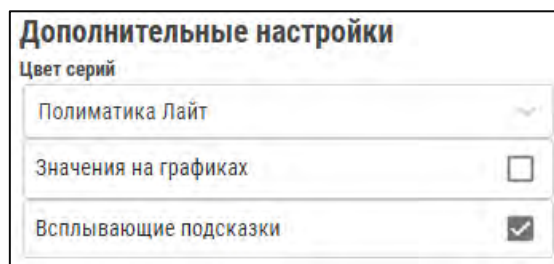 Дополнительные настройки
Цвет серий
Полиматика Лайт
Значения на графиках
Всплывающие подсказки